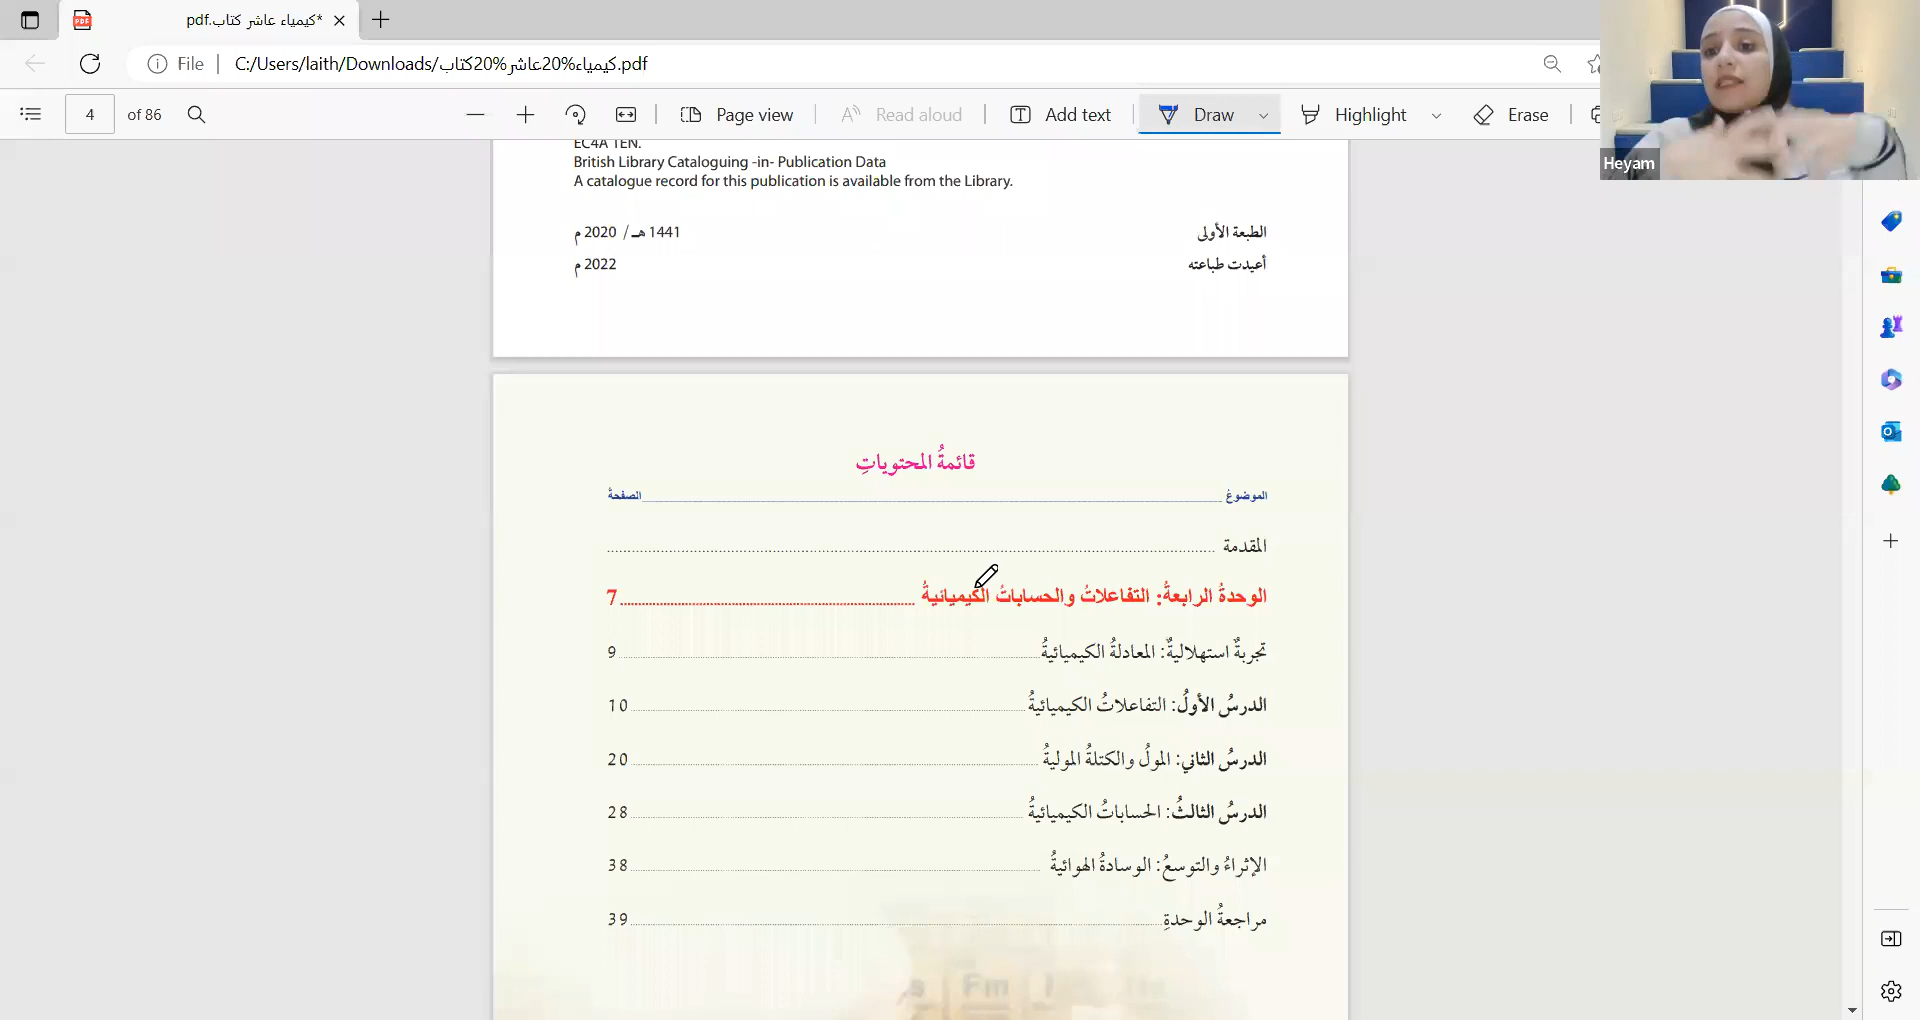 كيمياء عاشر كتاب.pdf*
File
C:/Users/laith/Downloads/كيمياء%20عاشر%20كتاب.pdf
4 of 86
Page view
Read aloud
Add text
Draw
Highlight
Erase
Heyam
EC4A 1EN.
British Library Cataloguing -in- Publication Data
A catalogue record for this publication is available from the Library.
الطبعة الأولى 1441 هـ / 2020 م
أعيدت طباعته 2022 م
قائمةُ المحتوياتِ
الموضوعُ الصفحةُ
المقدمة
الوحدةُ الرابعةُ: التفاعلاتُ والحساباتُ الكيميائيةُ 7
تجربةٌ استهلاليةٌ: المعادلةُ الكيميائيةُ 9
الدرسُ الأولُ: التفاعلاتُ الكيميائيةُ 10
الدرسُ الثاني: المولُ والكتلةُ الموليةُ 20
الدرسُ الثالثُ: الحساباتُ الكيميائيةُ 28
الإثراءُ والتوسعُ: الوسادةُ الهوائيةُ 38
مراجعةُ الوحدةِ 39
Fm